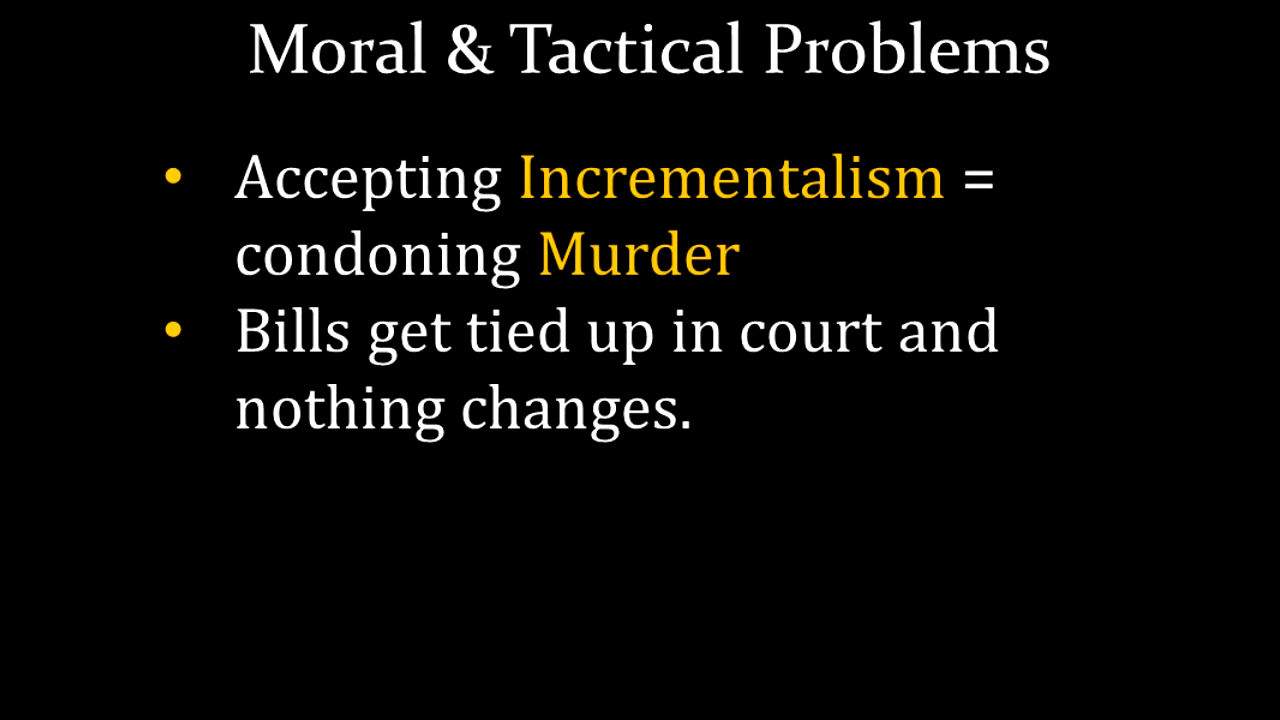 Moral & Tactical Problems
• Accepting Incrementalism =
condoning Murder
• Bills get tied up in court and
nothing changes.